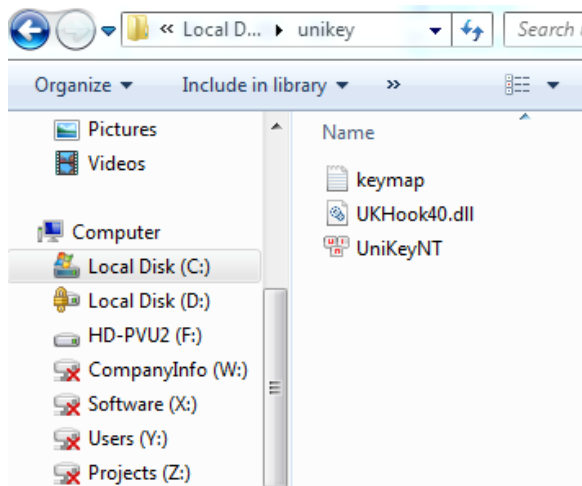 « Local D... unikey
Search
Organize Include in library »
Pictures
Videos
Computer
Local Disk (C:)
Local Disk (D:)
HD-PVU2 (F:)
CompanyInfo (W:)
Software (X:)
Users (Y:)
Projects (Z:)
Name
keymap
UKHook40.dll
UniKeyNT